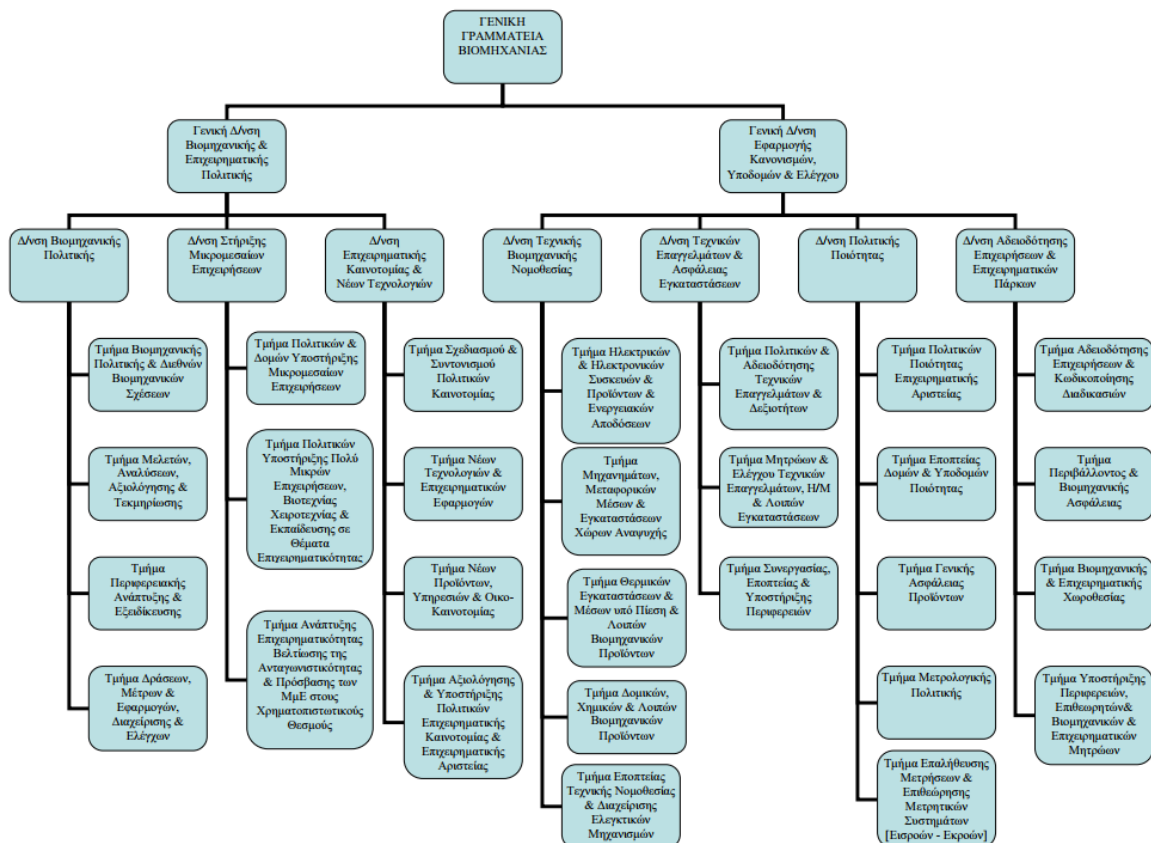 ΓΕΝΙΚΗ
ΓΡΑΜΜΑΤΕΙΑ
ΒΙΟΜΗΧΑΝΙΑΣ
Γενική Δ/νση
Βιομηχανικής &
Επιχειρηματικής
Πολιτικής
Γενική Δ/νση
Εφαρμογής
Κανονισμών,
Υποδομών & Ελέγχου
Δ/νση Βιομηχανικής
Πολιτικής
Δ/νση Στήριξης
Μικρομεσαίων
Επιχειρήσεων
Δ/νση
Επιχειρηματικής
Καινοτομίας &
Νέων Τεχνολογιών
Δ/νση Τεχνικής
Βιομηχανικής
Νομοθεσίας
Δ/νση Τεχνικών
Επαγγελμάτων &
Ασφάλειας
Εγκαταστάσεων
Δ/νση Πολιτικής
Ποιότητας
Δ/νση Αδειοδότησης
Επιχειρήσεων &
Επιχειρηματικών
Πάρκων
Τμήμα Βιομηχανικής
Πολιτικής & Διεθνών
Βιομηχανικών
Σχέσεων
Τμήμα Πολιτικών &
Δομών Υποστήριξης
Μικρομεσαίων
Επιχειρήσεων
Τμήμα Σχεδιασμού &
Συντονισμού
Πολιτικών
Καινοτομίας
Τμήμα Ηλεκτρικών
& Ηλεκτρονικών
Συσκευών &
Προϊόντων &
Ενεργειακών
Αποδόσεων
Τμήμα Πολιτικών &
Αδειοδότησης
Τεχνικών
Επαγγελμάτων &
Δεξιοτήτων
Τμήμα Πολιτικών
Ποιότητας
Επιχειρηματικής
Αριστείας
Τμήμα Αδειοδότησης
Επιχειρήσεων &
Κωδικοποίησης
Διαδικασιών
Τμήμα Μελετών,
Αναλύσεων,
Αξιολόγησης &
Τεκμηρίωσης
Τμήμα Πολιτικών
Υποστήριξης Πολύ
Μικρών
Επιχειρήσεων,
Βιοτεχνίας
Χειροτεχνίας &
Εκπαίδευσης σε
Θέματα
Επιχειρηματικότητας
Τμήμα Νέων
Τεχνολογιών &
Επιχειρηματικών
Εφαρμογών
Τμήμα
Μηχανημάτων,
Μεταφορικών
Μέσων &
Εγκαταστάσεων
Χώρων Αναψυχής
Τμήμα Μητρώων &
Ελέγχου Τεχνικών
Επαγγελμάτων, Η/Μ
& Λοιπών
Εγκαταστάσεων
Τμήμα Εποπτείας
Δομών & Υποδομών
Ποιότητας
Τμήμα
Περιβάλλοντος &
Βιομηχανικής
Ασφάλειας
Τμήμα
Περιφερειακής
Ανάπτυξης &
Εξειδίκευσης
Τμήμα Νέων
Προϊόντων,
Υπηρεσιών & Οικο-
Καινοτομίας
Τμήμα Θερμικών
Εγκαταστάσεων &
Μέσων υπό Πίεση &
Λοιπών
Βιομηχανικών
Προϊόντων
Τμήμα Συνεργασίας,
Εποπτείας &
Υποστήριξης
Περιφερειών
Τμήμα Γενικής
Ασφάλειας
Προϊόντων
Τμήμα Βιομηχανικής
& Επιχειρηματικής
Χωροθεσίας
Τμήμα Δράσεων,
Μέτρων &
Εφαρμογών,
Διαχείρισης &
Ελέγχων
Τμήμα Ανάπτυξης
Επιχειρηματικότητας
Βελτίωσης της
Ανταγωνιστικότητας
& Πρόσβασης των
ΜμΕ στους
Χρηματοπιστωτικούς
Θεσμούς
Τμήμα Αξιολόγησης
& Υποστήριξης
Πολιτικών
Επιχειρηματικής
Καινοτομίας &
Επιχειρηματικής
Αριστείας
Τμήμα Δομικών,
Χημικών & Λοιπών
Βιομηχανικών
Προϊόντων
Τμήμα Μετρολογικής
Πολιτικής
Τμήμα Υποστήριξης
Περιφερειών,
Επιθεωρητών&
Βιομηχανικών &
Επιχειρηματικών
Μητρώων
Τμήμα Εποπτείας
Τεχνικής Νομοθεσίας
& Διαχείρισης
Ελεγκτικών
Μηχανισμών
Τμήμα Επαλήθευσης
Μετρήσεων &
Επιθεώρησης
Μετρητικών
Συστημάτων
[Εισροών - Εκροών]